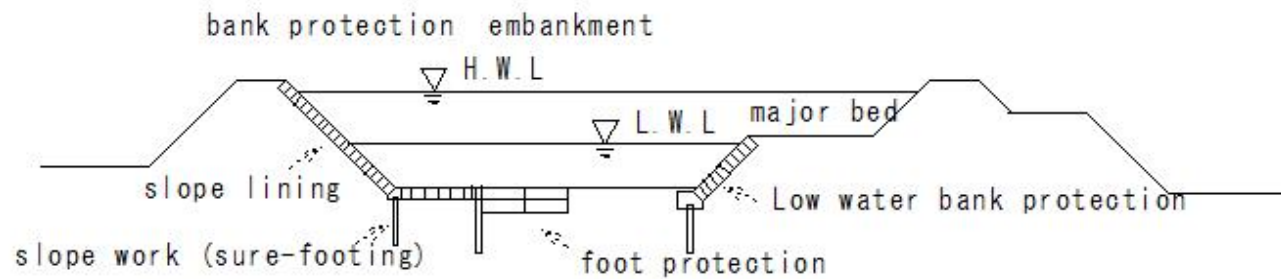 bank protection embankment
H.W.L
L.W.L
major bed
slope lining
Low water bank protection
slope work (sure-footing)
foot protection